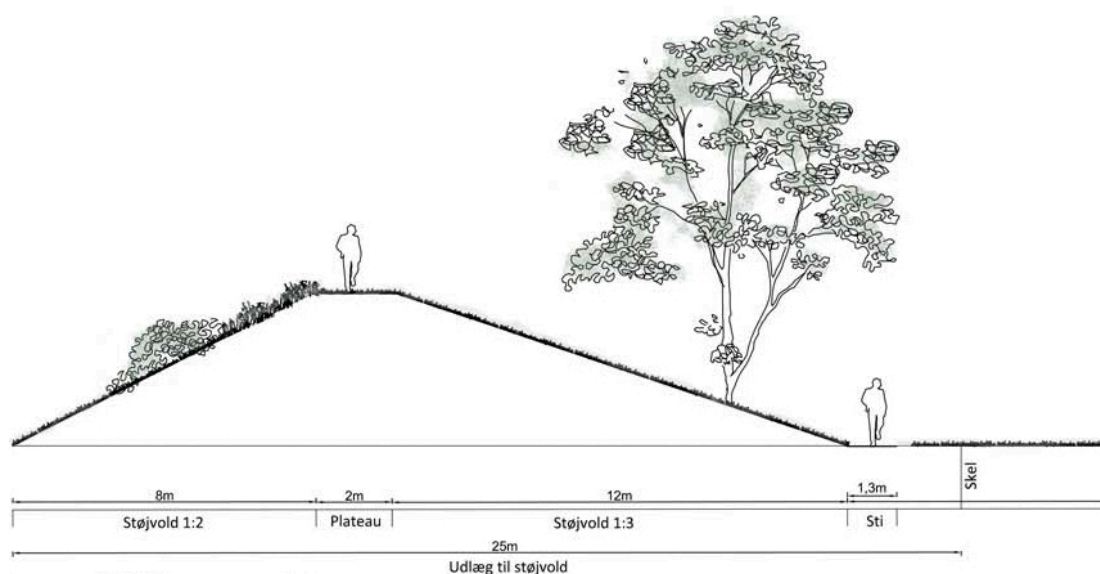 Skel
8m 2m 12m 1,3m
Støjvold 1:2 Plateau Støjvold 1:3 Sti
25m
Udlæg til støjvold